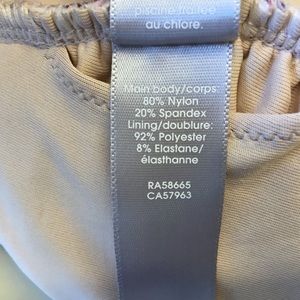 au chlore.
Main body/corps:
80% Nylon
20% Spandex
Lining/doublure:
92% Polyester
8% Elastane/
élasthanne
RA58665
CA57963